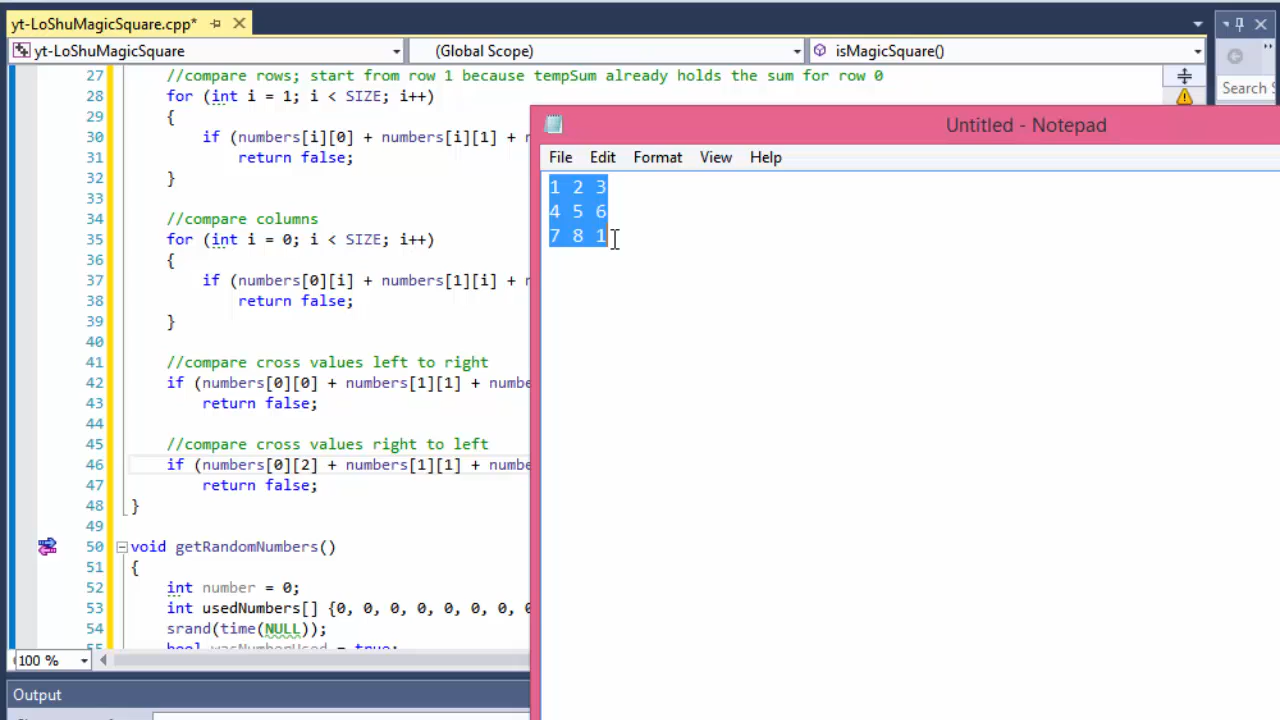 yt-LoShuMagicSquare.cpp*
yt-LoShuMagicSquare (Global Scope) isMagicSquare()
Search
27 //compare rows; start from row 1 because tempSum already holds the sum for row 0
28 for (int i = 1; i < SIZE; i++)
29 {
30 if (numbers[i][0] + numbers[i][1] +
31 return false;
32 }
33
34 //compare columns
35 for (int i = 0; i < SIZE; i++)
36 {
37 if (numbers[0][i] + numbers[1][i] +
38 return false;
39 }
40
41 //compare cross values left to right
42 if (numbers[0][0] + numbers[1][1] + numbe
43 return false;
44
45 //compare cross values right to left
46 if (numbers[0][2] + numbers[1][1] + numbe
47 return false;
48 }
49
50 void getRandomNumbers()
51 {
52 int number = 0;
53 int usedNumbers[] {0, 0, 0, 0, 0, 0, 0, 0
54 srand(time(NULL));
55 bool wasNumberUsed = true;
100 %
Output
Untitled - Notepad
File Edit Format View Help
1 2 3
4 5 6
7 8 1